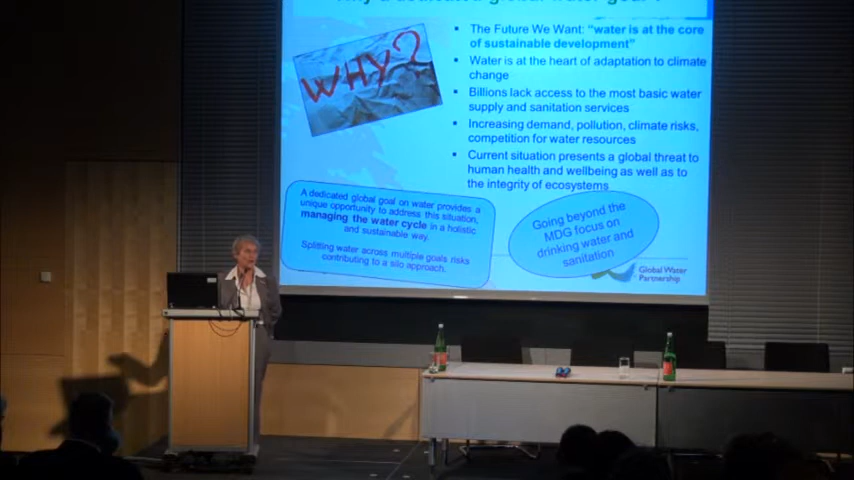 Why a dedicated global water goal?
WHY?
The Future We Want: “water is at the core
of sustainable development”
Water is at the heart of adaptation to climate
change
Billions lack access to the most basic water
supply and sanitation services
Increasing demand, pollution, climate risks,
competition for water resources
Current situation presents a global threat to
human health and wellbeing as well as to
the integrity of ecosystems
A dedicated global goal on water provides a
unique opportunity to address this situation,
managing the water cycle in a holistic
and sustainable way.
Splitting water across multiple goals risks
contributing to a silo approach.
Going beyond the
MDG focus on
drinking water and
sanitation
Global Water
Partnership